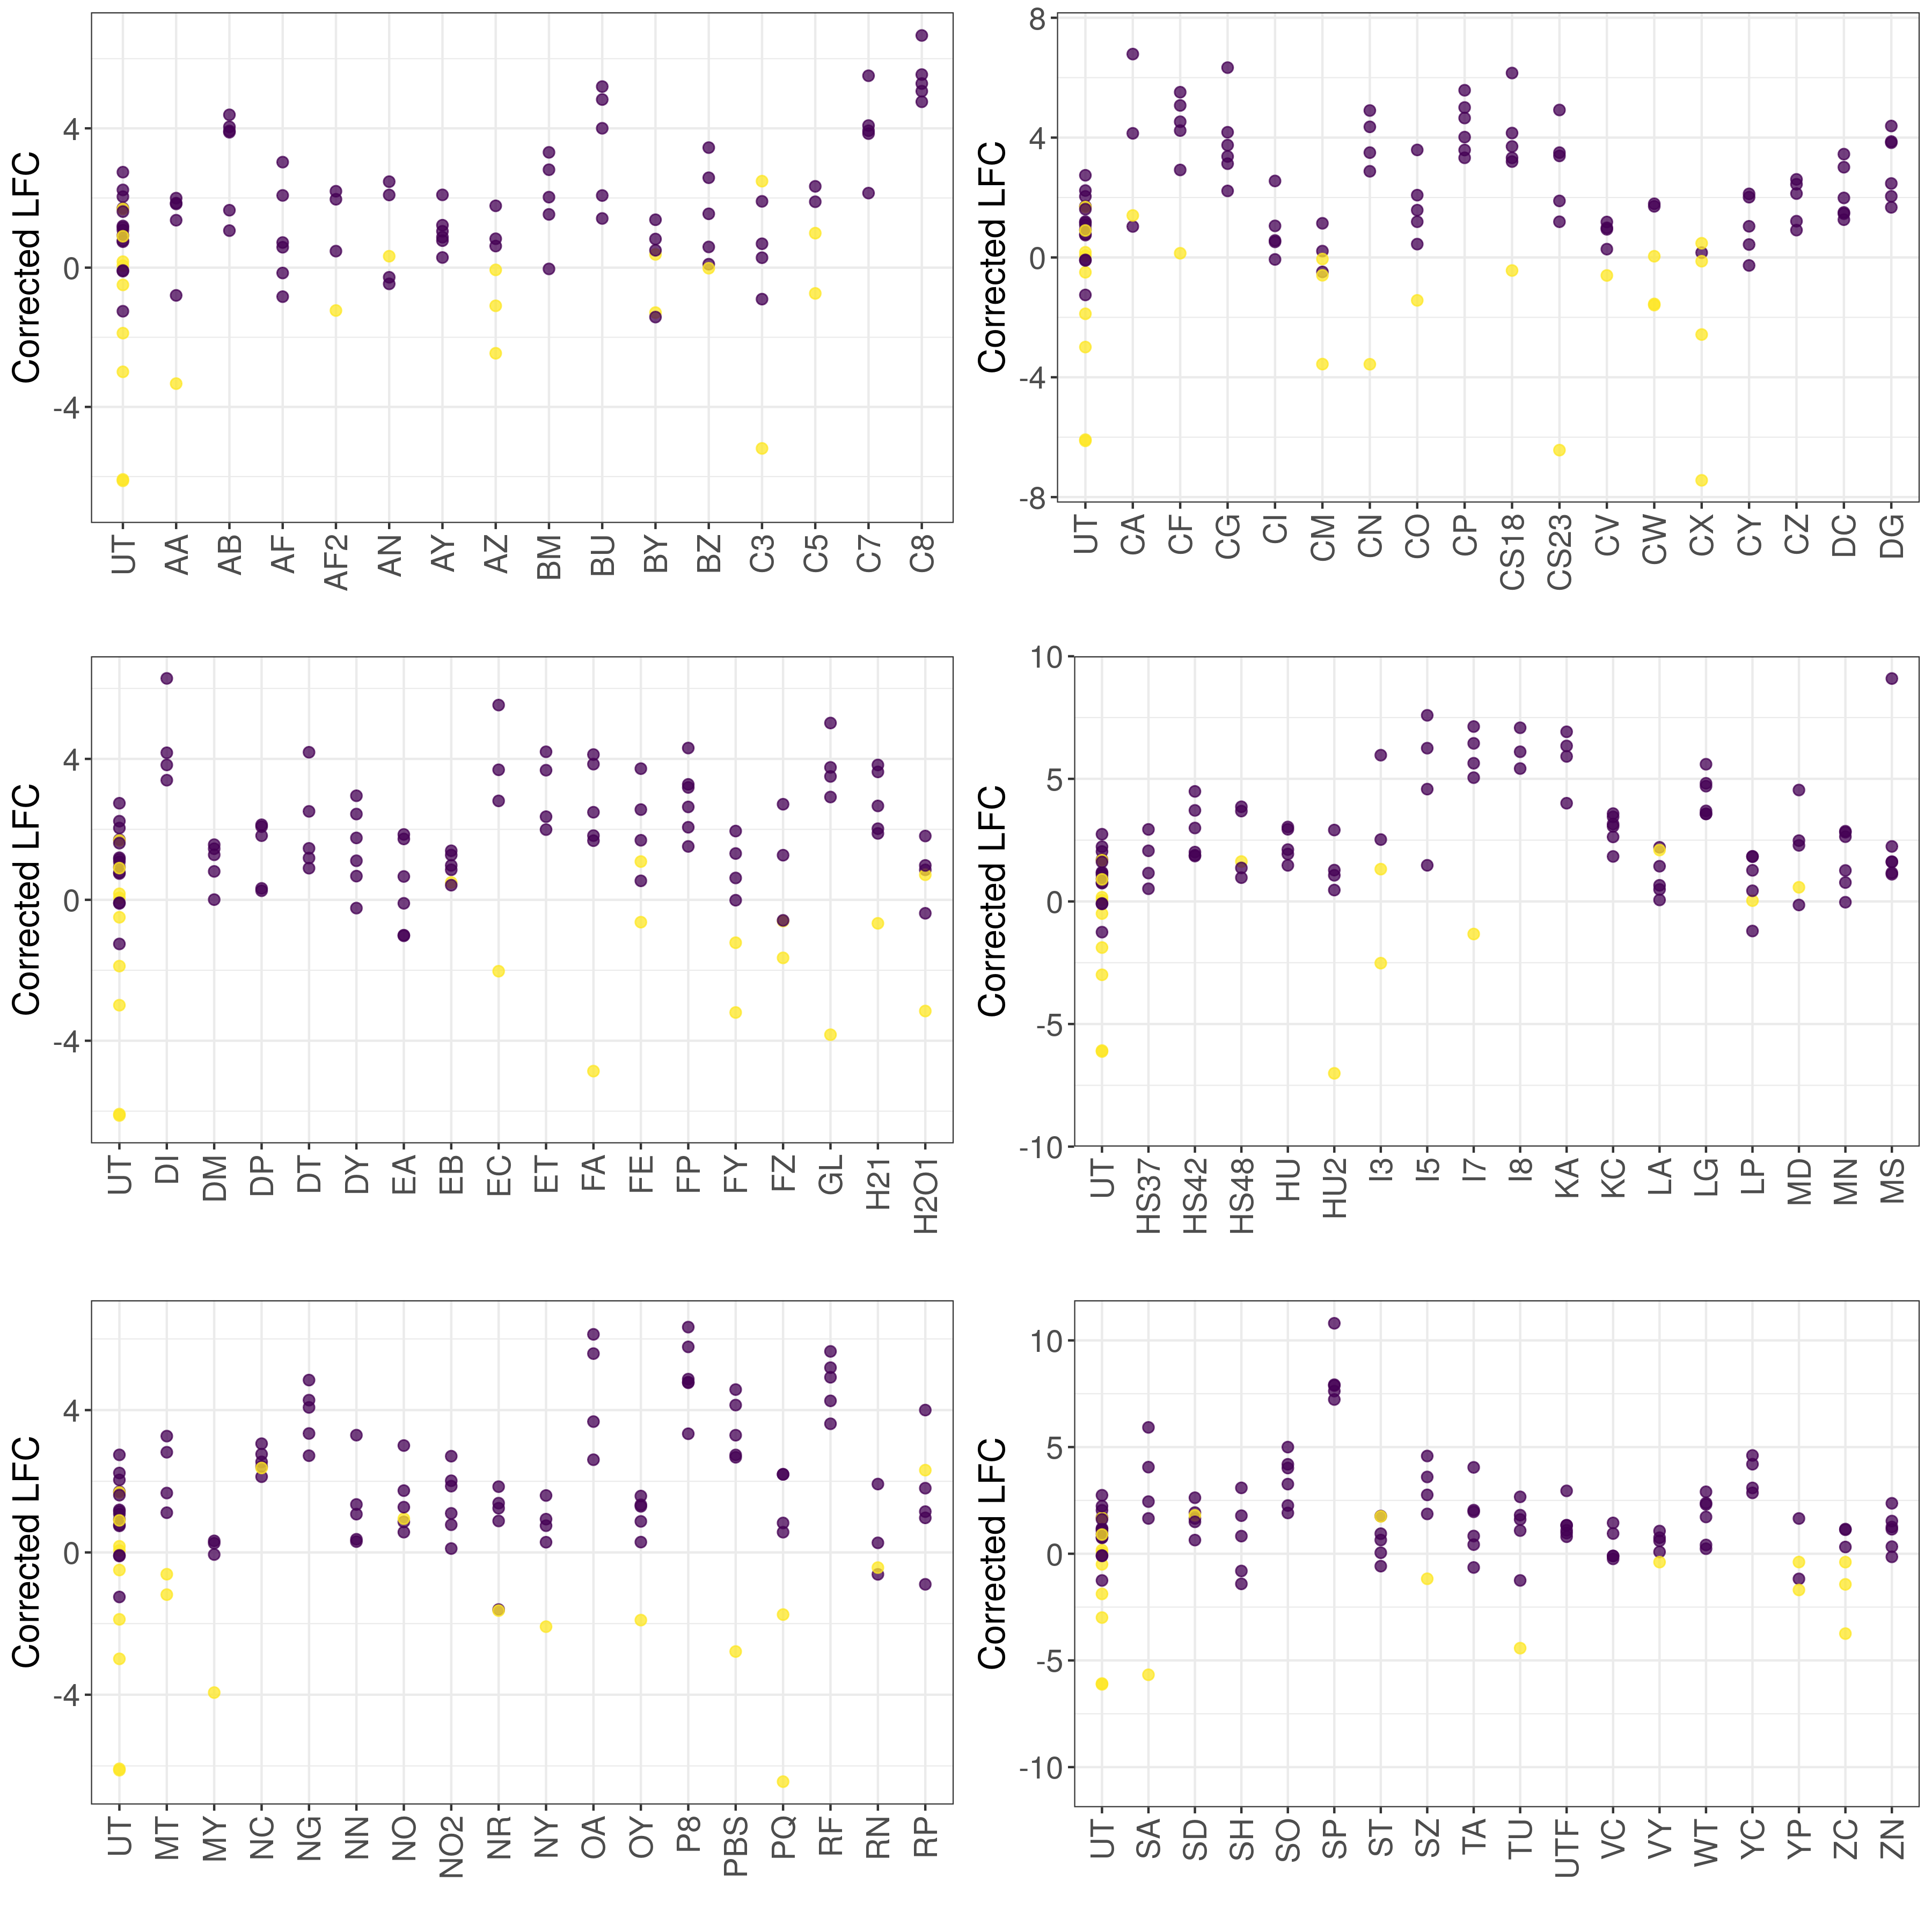 Corrected LFC
4
0
-4
UT AA AB AF AF2 AN AY AZ BM BU BY BZ C3 C5 C7 C8
Corrected LFC
8
4
0
-4
-8
UT CA CF CG CI CM CN CO CP CS18 CS23 CV CW CX CY CZ DC DG
Corrected LFC
4
0
-4
UT DI DM DP DT DY EA EB EC ET FA FE FP FY FZ GL H21 H2O1
Corrected LFC
10
5
0
-5
-10
UT HS37 HS42 HS48 HU HU2 I3 I5 I7 I8 KA KC LA LG LP MD MN MS
Corrected LFC
4
0
-4
UT MT MY NC NG NN NO NO2 NR NY OA OY P8 PBS PQ RF RN RP
Corrected LFC
10
5
0
-5
-10
UT SA SD SH SO SP ST SZ TA TU UTF VC VY WT YC YP ZC ZN